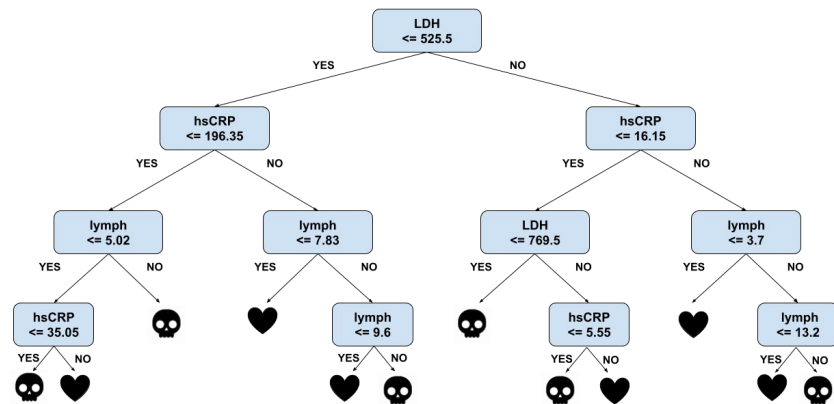 LDH
<= 525.5
YES
NO
hsCRP
<= 196.35
hsCRP
<= 16.15
YES
NO
YES
NO
lymph
<= 5.02
lymph
<= 7.83
LDH
<= 769.5
lymph
<= 3.7
YES
NO
YES
NO
YES
NO
YES
NO
hsCRP
<= 35.05
lymph
<= 9.6
hsCRP
<= 5.55
lymph
<= 13.2
YES
NO
YES
NO
YES
NO
YES
NO